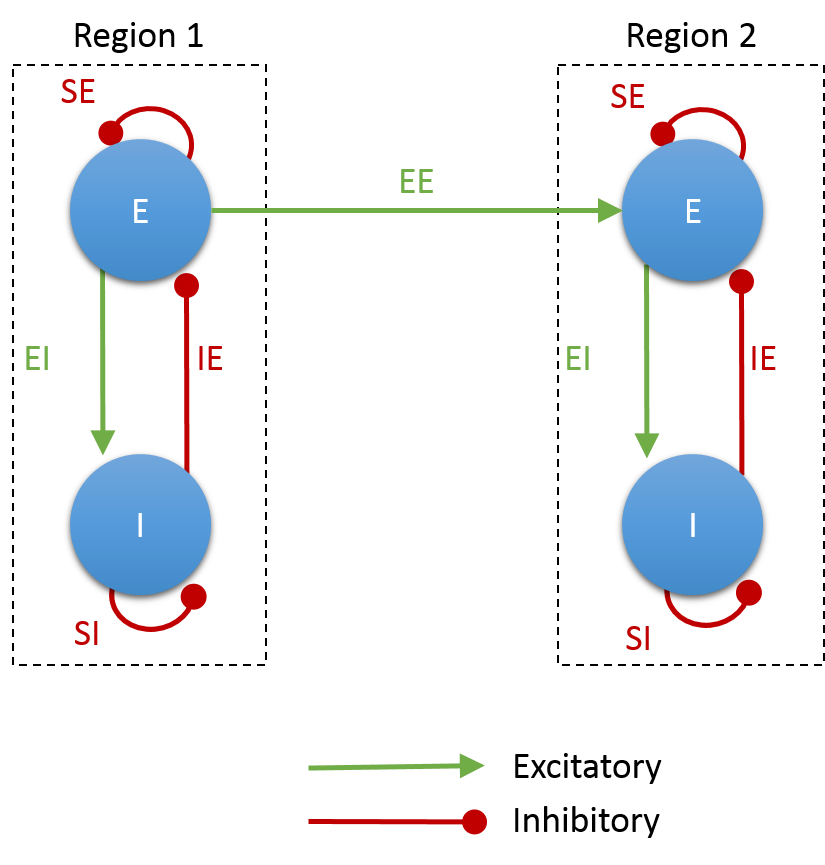 Region 1
Region 2
SE
SE
EE
E
E
EI
IE
EI
IE
I
I
SI
SI
Excitatory
Inhibitory